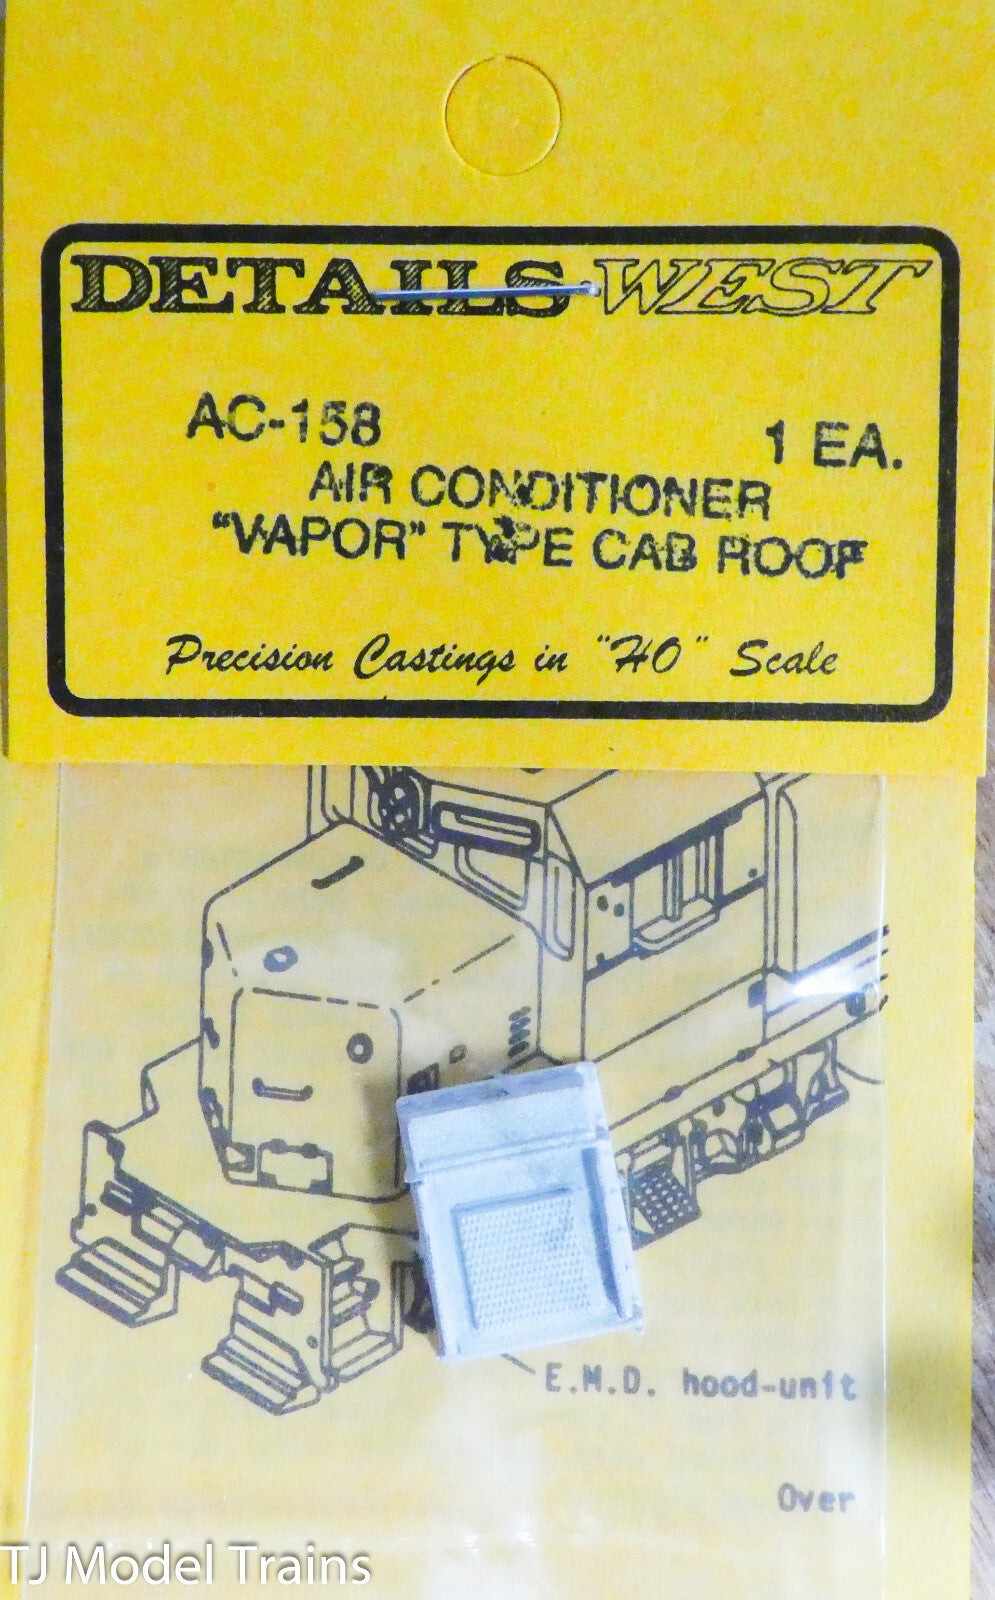 DETAILS WEST
AC-158 1 EA.
AIR CONDITIONER
“VAPOR” TYPE CAB ROOF
Precision Castings in "HO" Scale
E.M.D. hood-unit
Over
TJ Model Trains